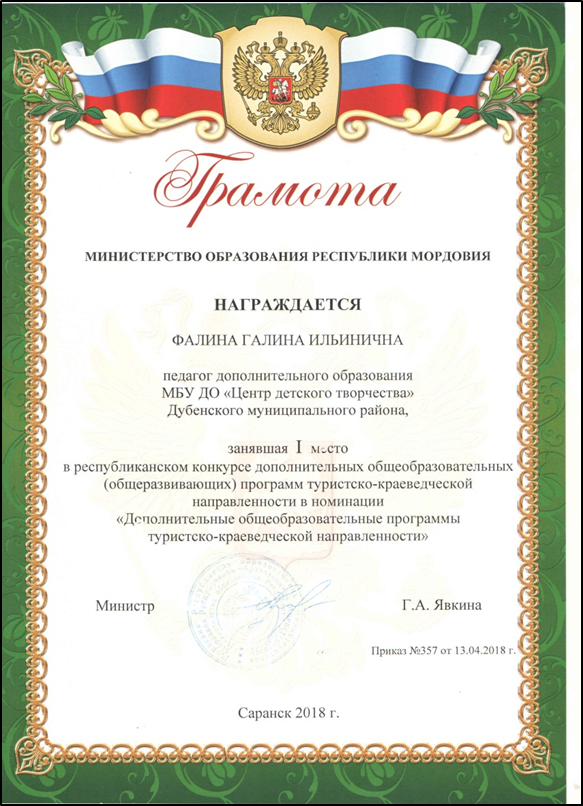 Грамота
МИНИСТЕРСТВО ОБРАЗОВАНИЯ РЕСПУБЛИКИ МОРДОВИЯ
НАГРАЖДАЕТСЯ
ФАЛИНА ГАЛИНА ИЛЬИНИЧНА
педагог дополнительного образования
МБУ ДО «Центр детского творчества»
Дубенского муниципального района,
занявшая I место
в республиканском конкурсе дополнительных общеобразовательных
(общеразвивающих) программ туристско-краеведческой
направленности в номинации
«Дополнительные общеобразовательные программы
туристско-краеведческой направленности»
Министр Г.А. Явкина
Приказ №357 от 13.04.2018 г.
Саранск 2018 г.